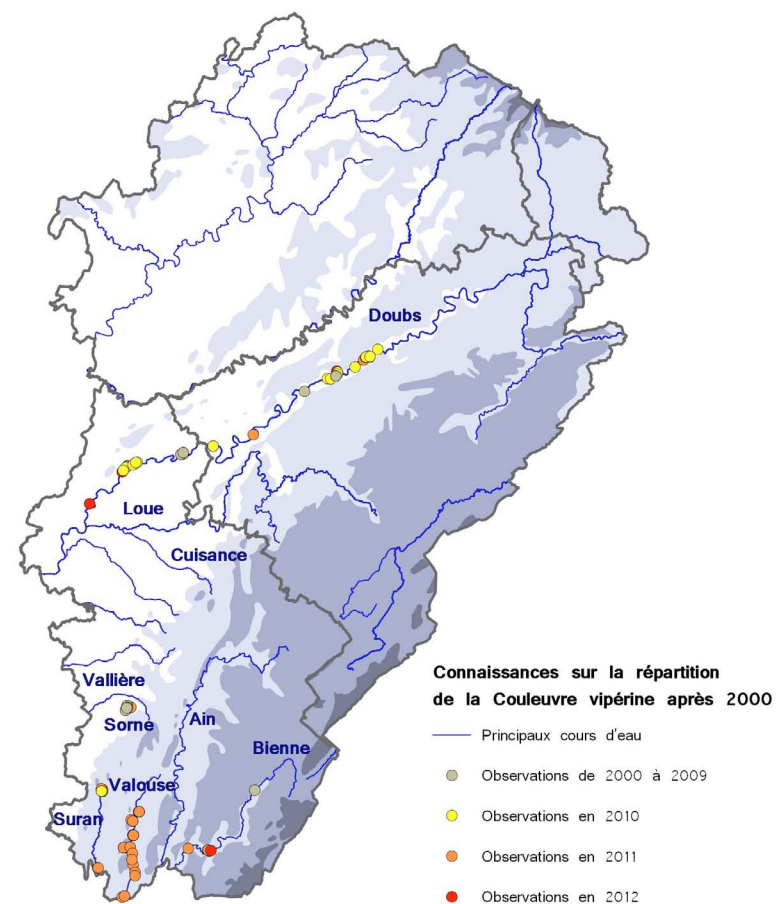 Doubs
Loue
Cuisance
Vallière
Sorne
Ain
Bienne
Valouse
Suran
Connaissances sur la répartition
de la Couleuvre vipérine après 2000
Principaux cours d'eau
Observations de 2000 à 2009
Observations en 2010
Observations en 2011
Observations en 2012